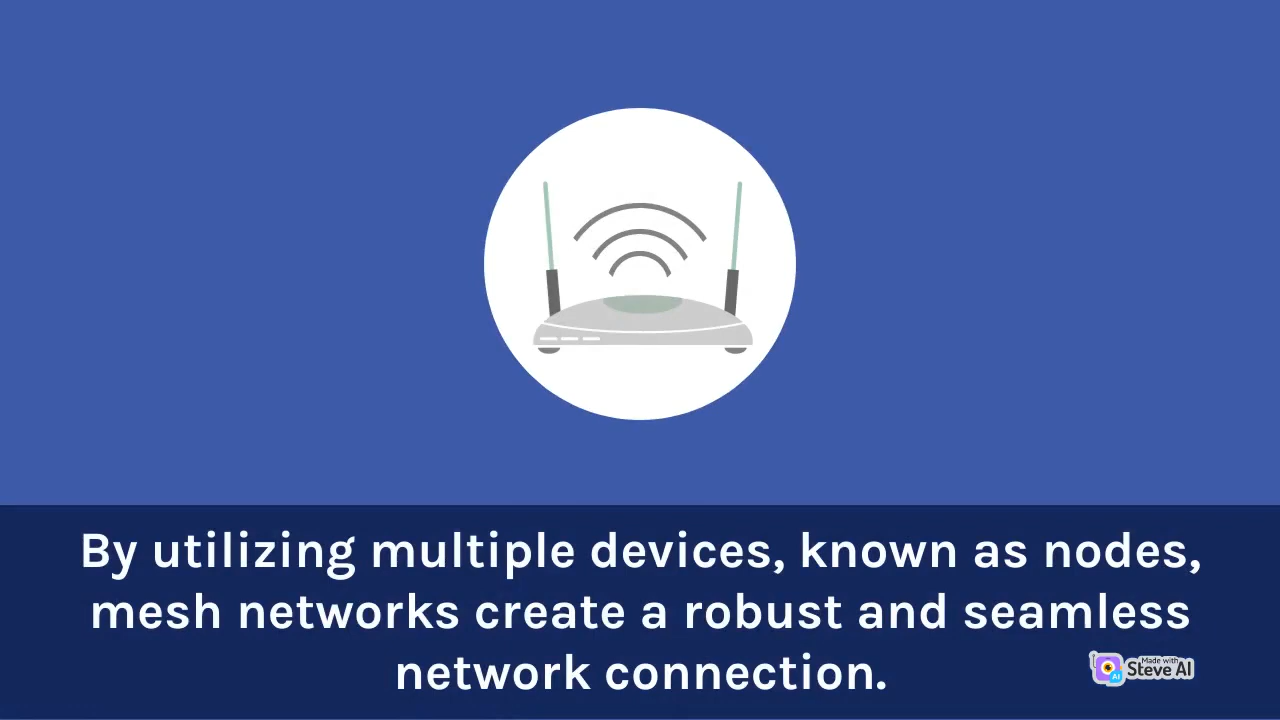 By utilizing multiple devices, known as nodes,
mesh networks create a robust and seamless
network connection.
Made with
Steve AI
AI